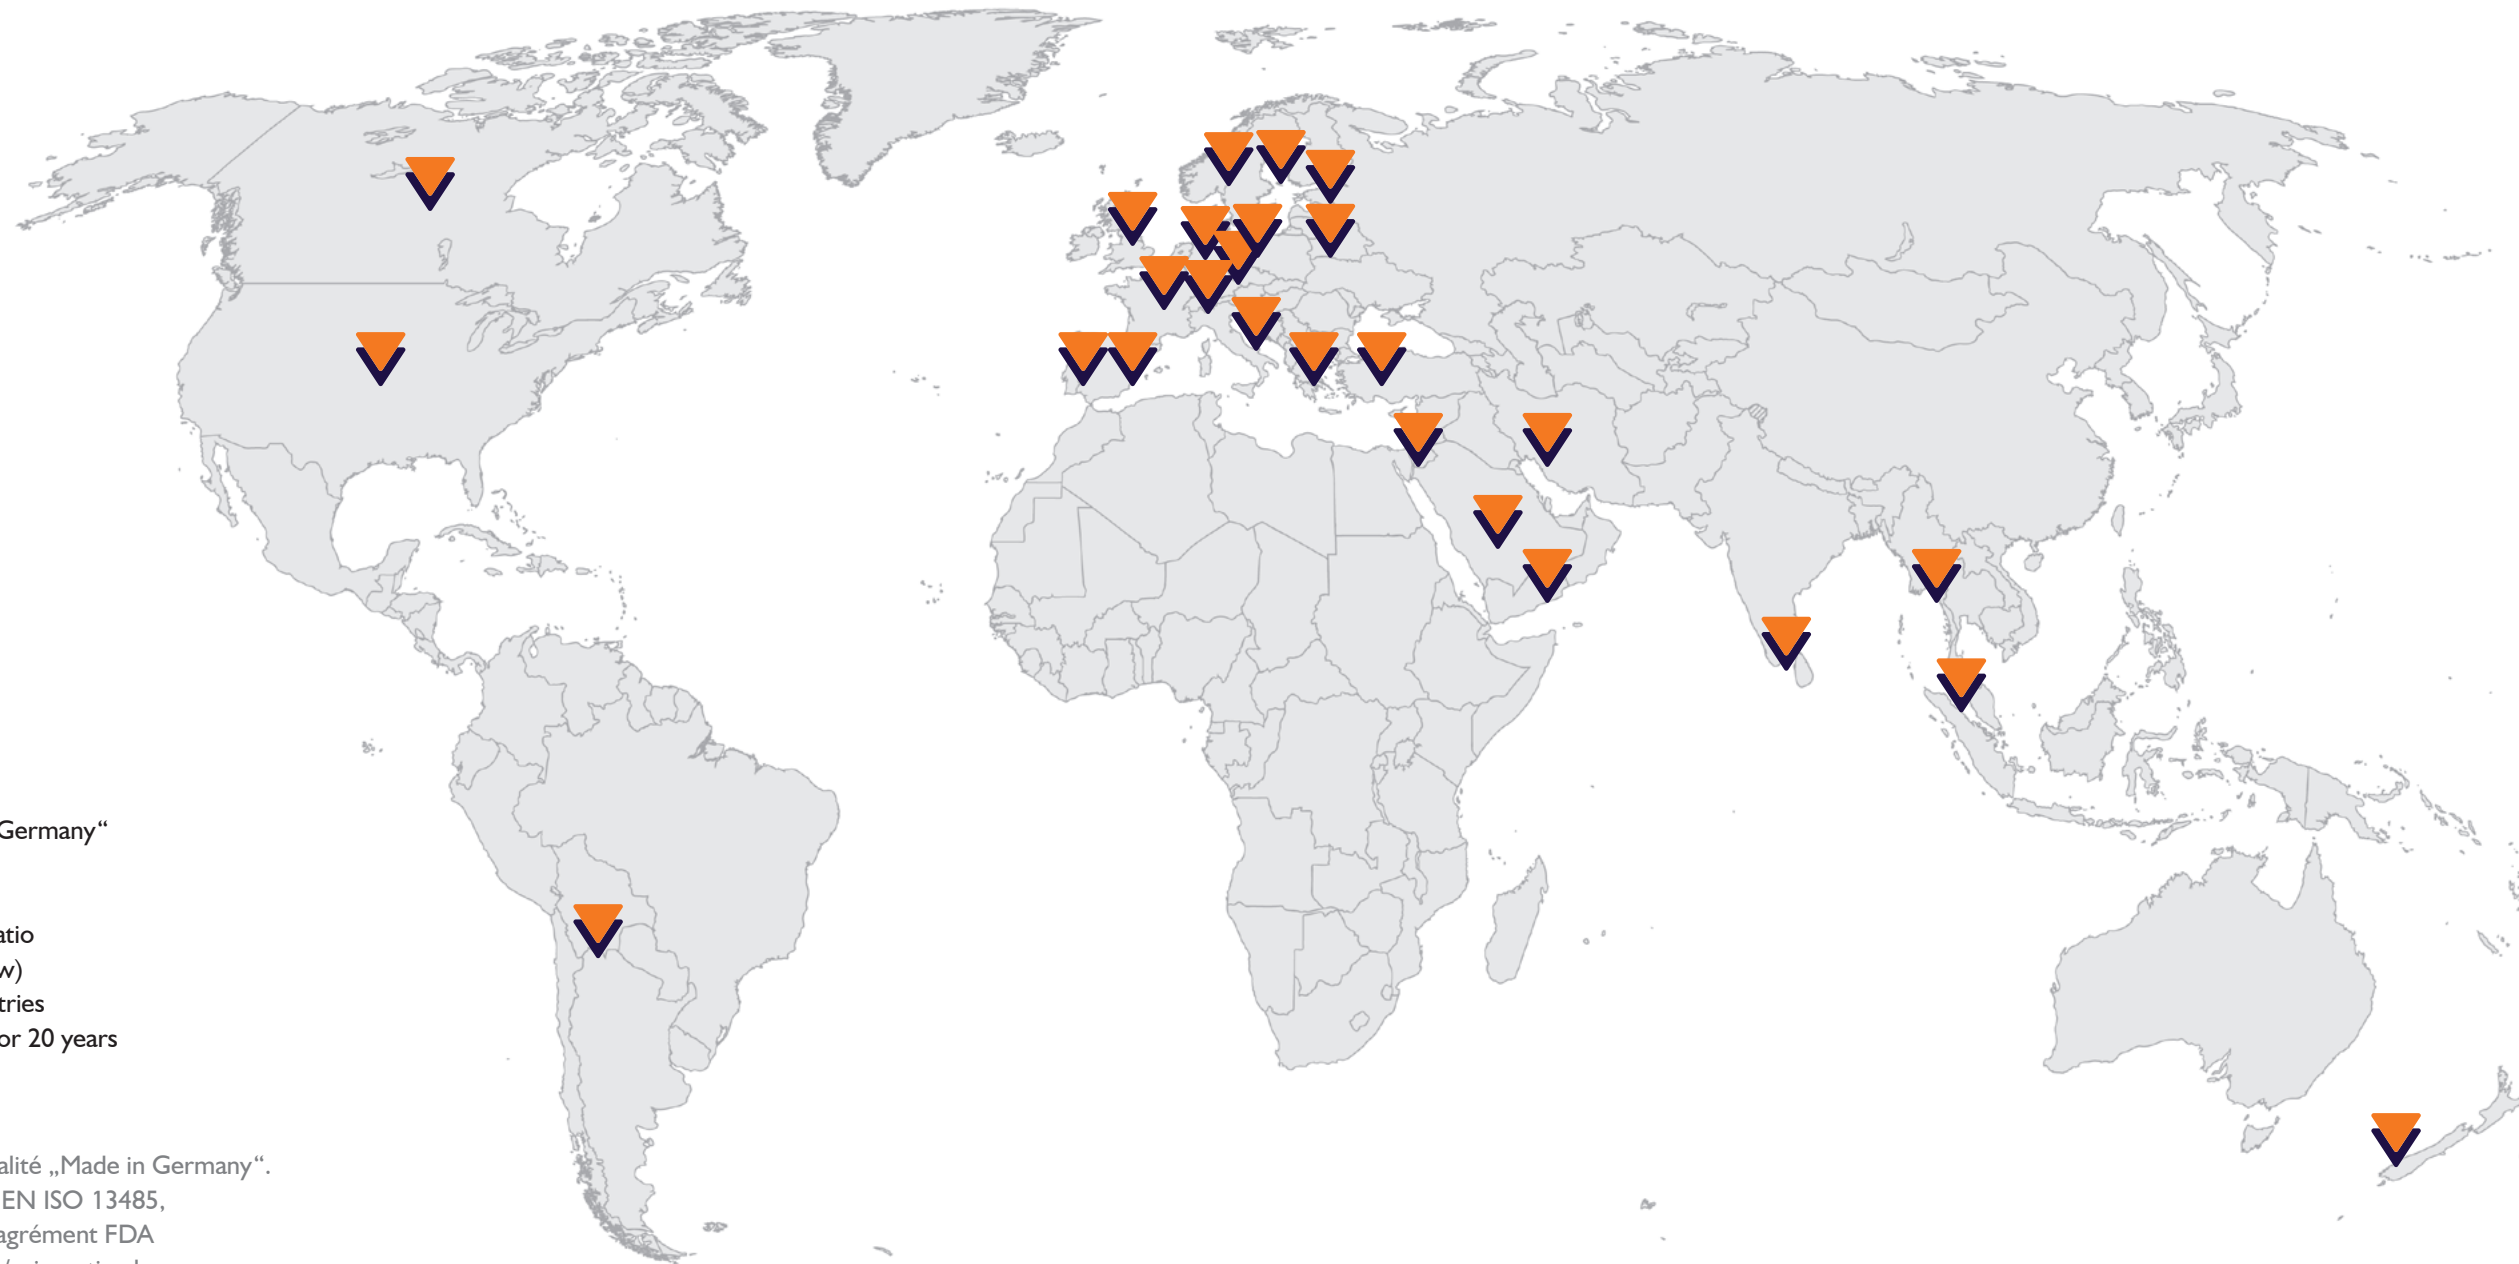 Germany“
atio
w)
tries
or 20 years
alité „Made in Germany“.
EN ISO 13485,
agrément FDA